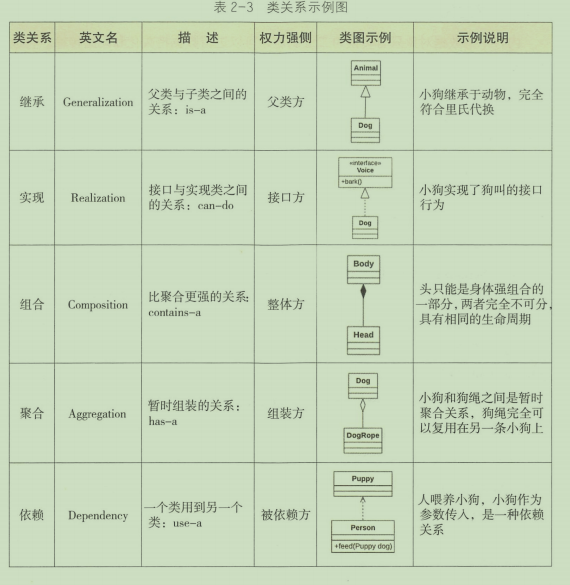 表 2-3 类关系示例图
类关系 英文名 描 述 权力强侧 类图示例 示例说明
继承 Generalization 父类与子类之间的
关系：is-a
父类方
Animal
Dog
小狗继承于动物，完全
符合里氏代换
实现 Realization 接口与实现类之间
的关系：can-do
接口方
«interface»
Voice
+bark()
Dog
小狗实现了狗叫的接口
行为
组合 Composition 比聚合更强的关系：
contains-a
整体方
Body
Head
头只能是身体强组合的
一部分，两者完全不可分，
具有相同的生命周期
聚合 Aggregation 暂时组装的关系：
has-a
组装方
Dog
DogRope
小狗和狗绳之间是暂时
聚合关系，狗绳完全可
以复用在另一条小狗上
依赖 Dependency 一个类用到另一个
类：use-a
被依赖方
Puppy
Person
+feed(Puppy dog)
人喂养小狗，小狗作为
参数传入，是一种依赖
关系